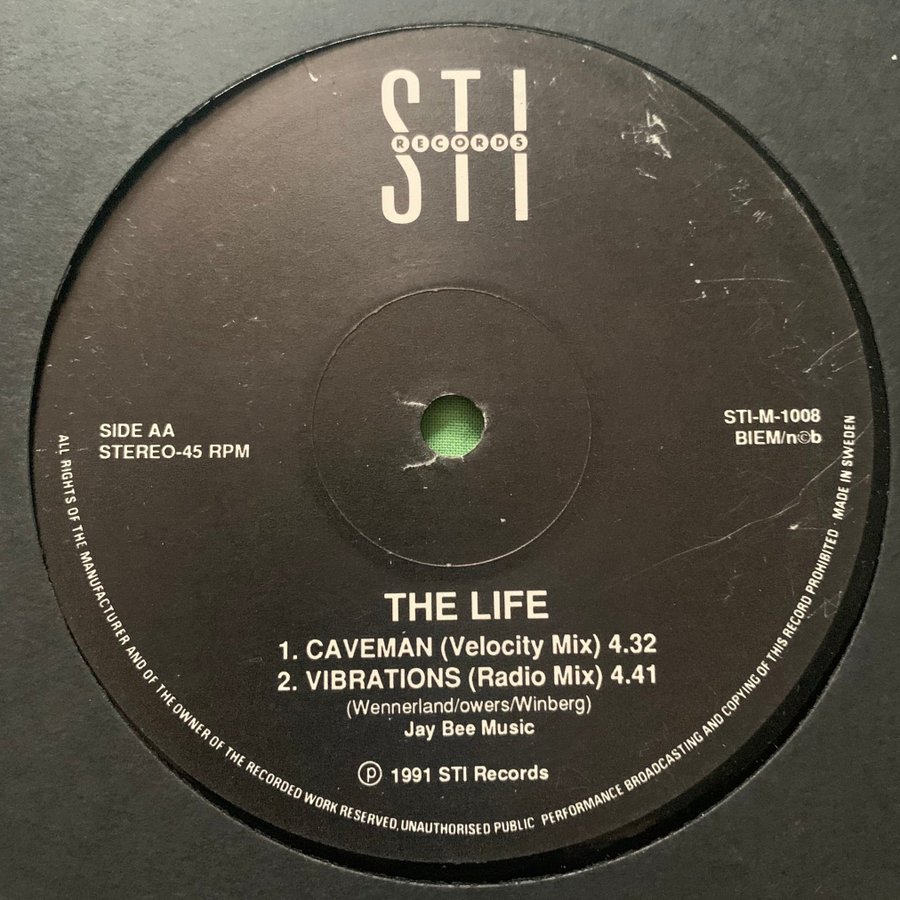 STI
RECORDS
SIDE AA
STEREO-45 RPM
STI-M-1008
BIEM/n©b
THE LIFE
1. CAVEMAN (Velocity Mix) 4.32
2. VIBRATIONS (Radio Mix) 4.41
(Wennerland/owers/Winberg)
Jay Bee Music
℗ 1991 STI Records
ALL RIGHTS OF THE MANUFACTURER AND OF THE OWNER OF THE RECORDED WORK RESERVED, UNAUTHORISED PUBLIC PERFORMANCE BROADCASTING AND COPYING OF THIS RECORD PROHIBITED · MADE IN SWEDEN